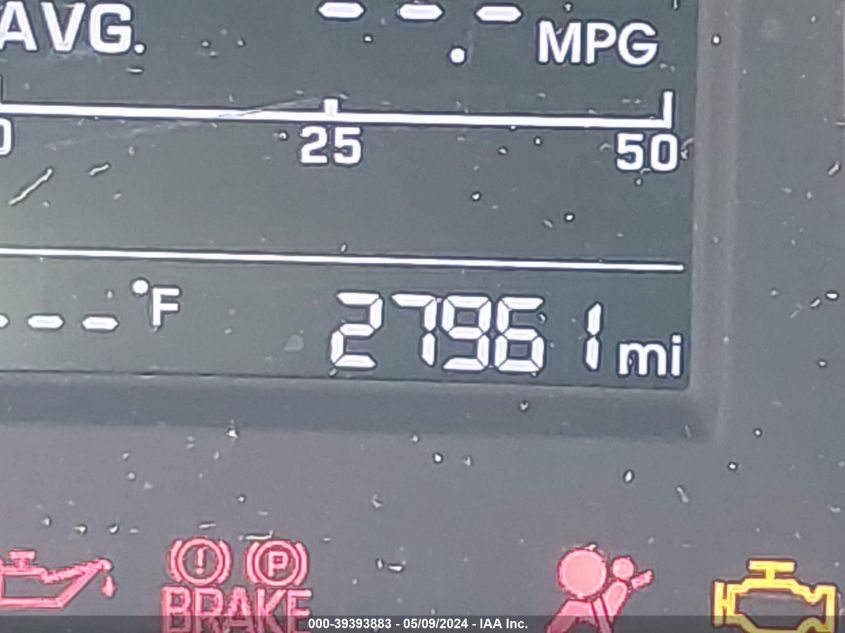 AVG. -- -- -- . MPG
0 25 50
-- -- °F 27961 mi
(!) (P)
BRAKE
000-39393883 - 05/09/2024 - IAA Inc.